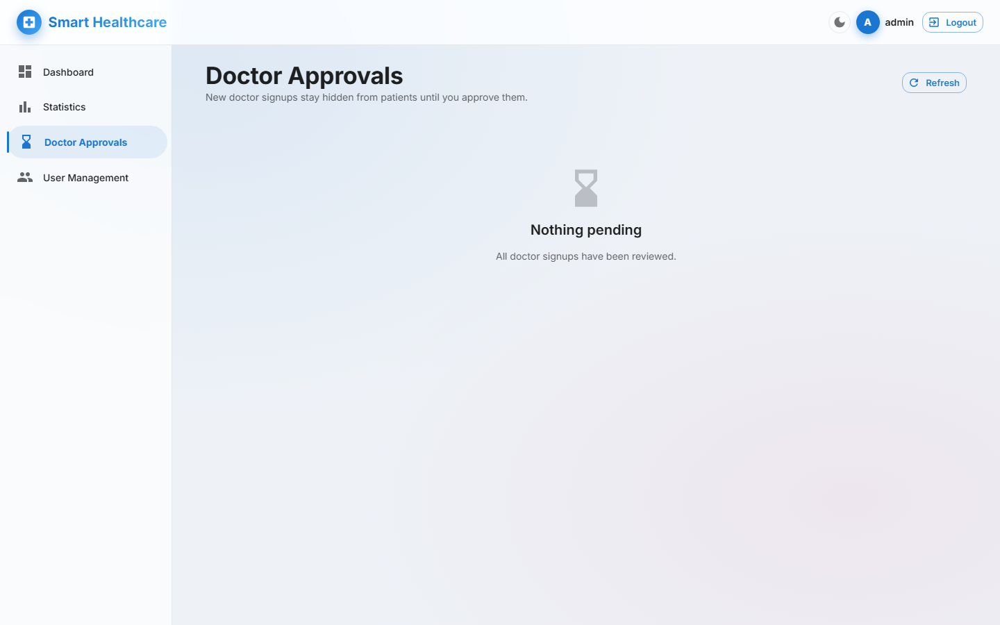 Smart Healthcare
A
admin
Logout
Dashboard
Statistics
Doctor Approvals
User Management
Doctor Approvals
New doctor signups stay hidden from patients until you approve them.
Refresh
Nothing pending
All doctor signups have been reviewed.